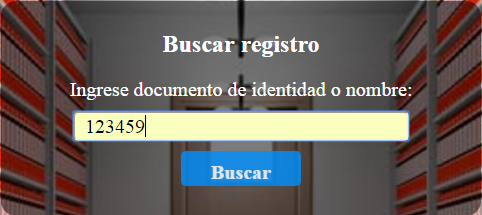 Buscar registro
Ingrese documento de identidad o nombre:
123459
Buscar